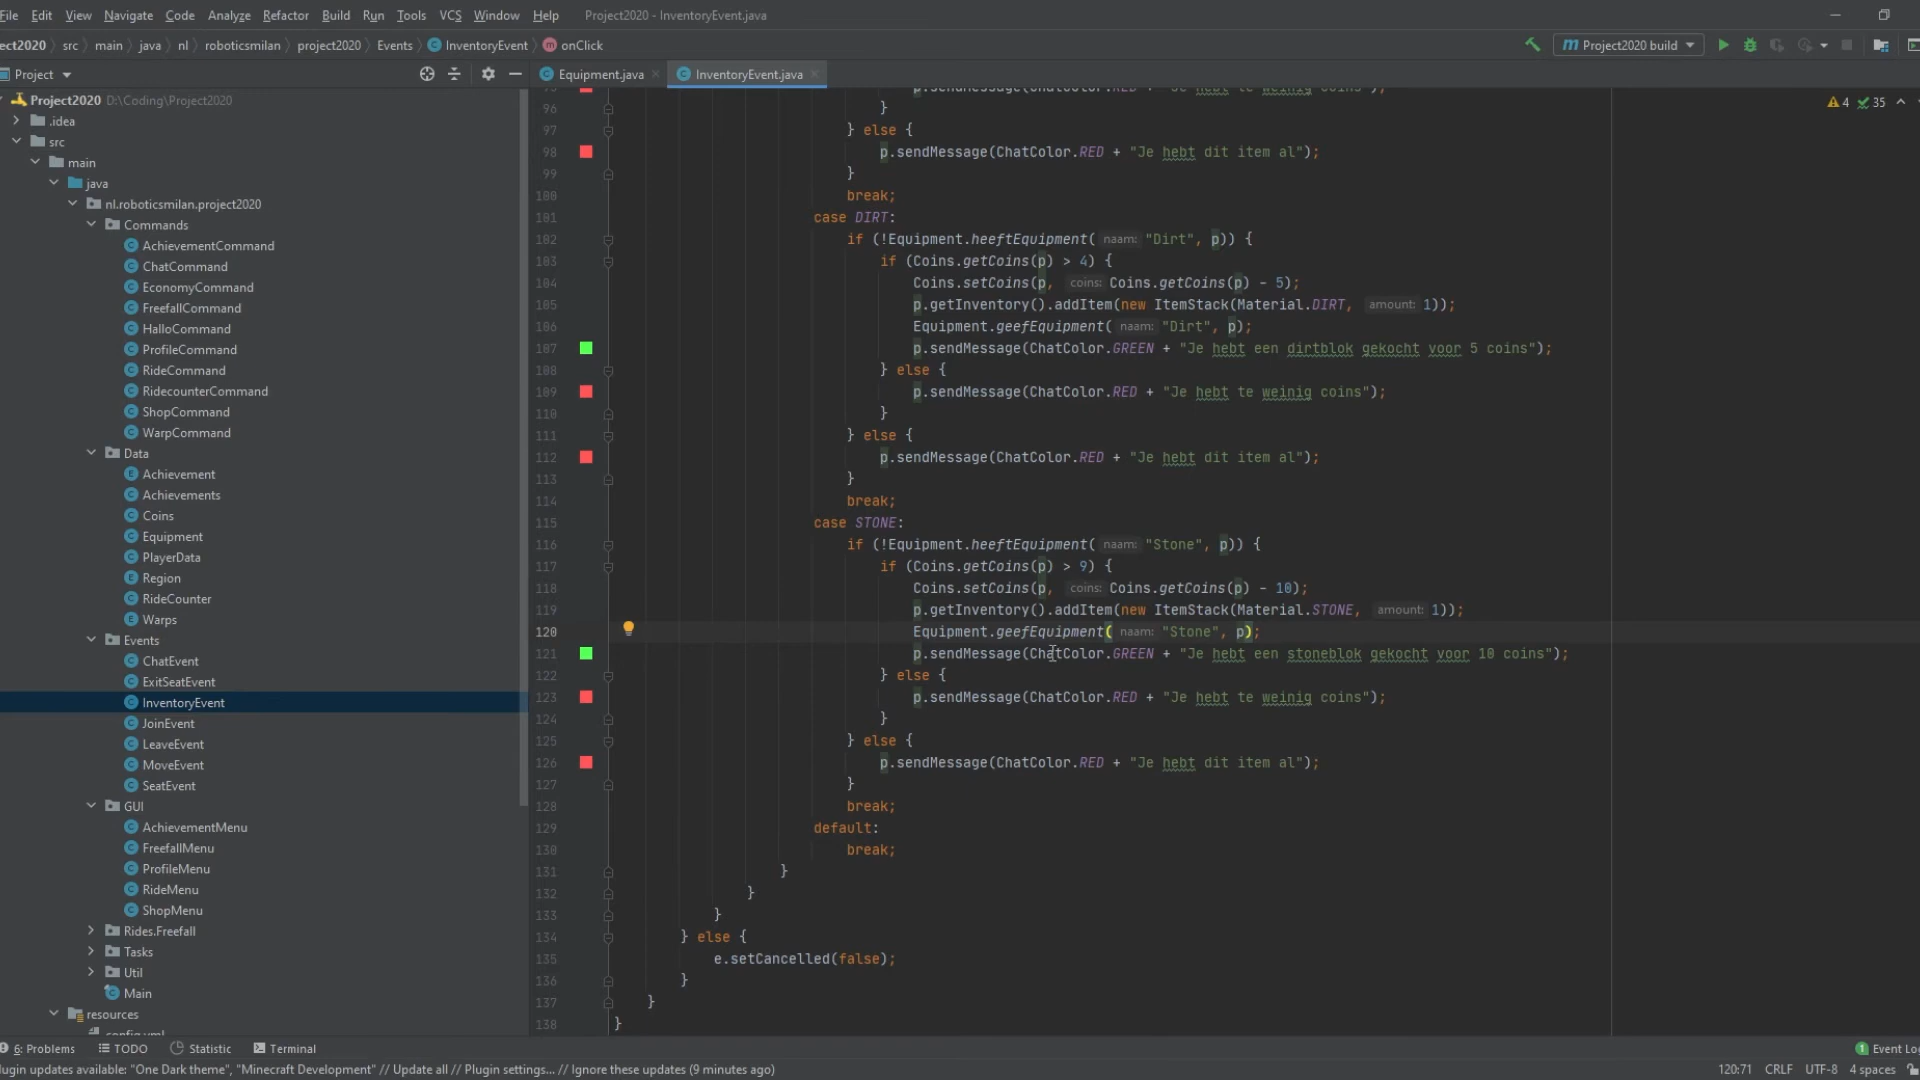 File Edit View Navigate Code Analyze Refactor Build Run Tools VCS Window Help Project2020 - InventoryEvent.java
ect2020 src main java nl roboticsmilan project2020 Events InventoryEvent onClick Project2020 build
Project Equipment.java InventoryEvent.java
4 35
Project2020 D:\Coding\Project2020
.idea
src
main
java
nl.roboticsmilan.project2020
Commands
AchievementCommand
ChatCommand
EconomyCommand
FreefallCommand
HalloCommand
ProfileCommand
RideCommand
RidecounterCommand
ShopCommand
WarpCommand
Data
Achievement
Achievements
Coins
Equipment
PlayerData
Region
RideCounter
Warps
Events
ChatEvent
ExitSeatEvent
InventoryEvent
JoinEvent
LeaveEvent
MoveEvent
SeatEvent
GUI
AchievementMenu
FreefallMenu
ProfileMenu
RideMenu
ShopMenu
Rides.Freefall
Tasks
Util
Main
resources
config.yml
95 p.sendMessage(ChatColor.RED + "Je hebt te weinig coins");
96 }
97 } else {
98 p.sendMessage(ChatColor.RED + "Je hebt dit item al");
99 }
100 break;
101 case DIRT:
102 if (!Equipment.heeftEquipment( naam: "Dirt", p)) {
103 if (Coins.getCoins(p) > 4) {
104 Coins.setCoins(p, coins: Coins.getCoins(p) - 5);
105 p.getInventory().addItem(new ItemStack(Material.DIRT, amount: 1));
106 Equipment.geefEquipment( naam: "Dirt", p);
107 p.sendMessage(ChatColor.GREEN + "Je hebt een dirtblok gekocht voor 5 coins");
108 } else {
109 p.sendMessage(ChatColor.RED + "Je hebt te weinig coins");
110 }
111 } else {
112 p.sendMessage(ChatColor.RED + "Je hebt dit item al");
113 }
114 break;
115 case STONE:
116 if (!Equipment.heeftEquipment( naam: "Stone", p)) {
117 if (Coins.getCoins(p) > 9) {
118 Coins.setCoins(p, coins: Coins.getCoins(p) - 10);
119 p.getInventory().addItem(new ItemStack(Material.STONE, amount: 1));
120 Equipment.geefEquipment( naam: "Stone", p);
121 p.sendMessage(ChatColor.GREEN + "Je hebt een stoneblok gekocht voor 10 coins");
122 } else {
123 p.sendMessage(ChatColor.RED + "Je hebt te weinig coins");
124 }
125 } else {
126 p.sendMessage(ChatColor.RED + "Je hebt dit item al");
127 }
128 break;
129 default:
130 break;
131 }
132 }
133 }
134 } else {
135 e.setCancelled(false);
136 }
137 }
138 }
6: Problems TODO Statistic Terminal 1 Event Log
lugin updates available: "One Dark theme", "Minecraft Development" // Update all // Plugin settings... // Ignore these updates (9 minutes ago) 120:71 CRLF UTF-8 4 spaces